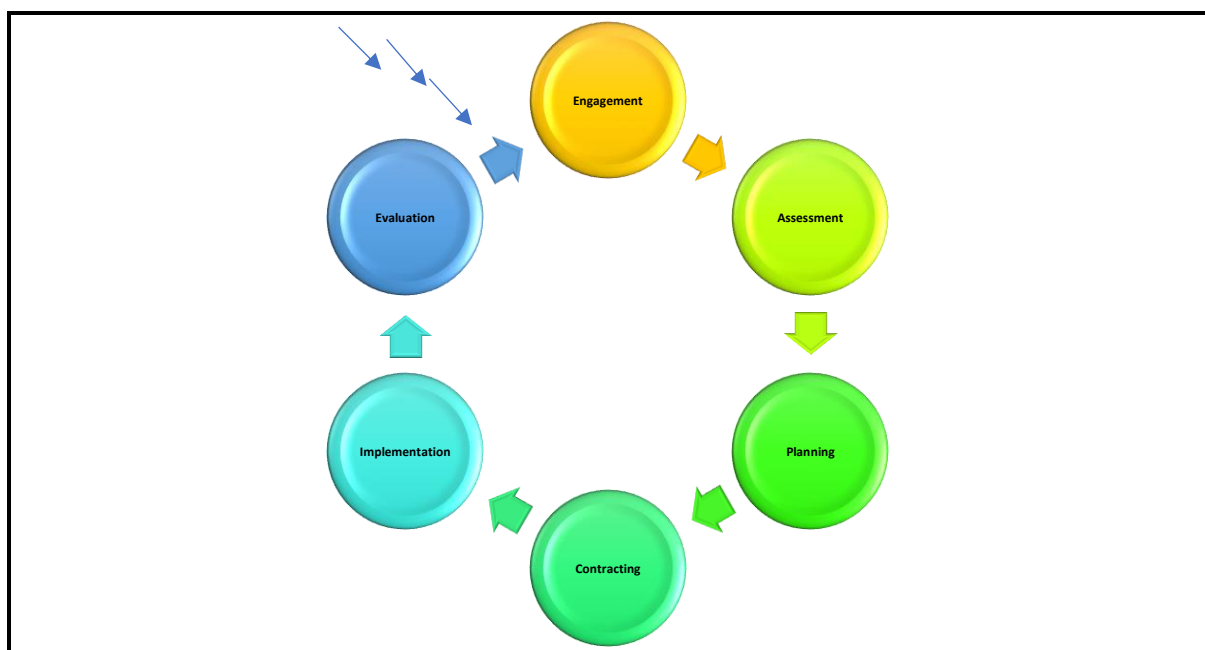 Engagement
Assessment
Planning
Contracting
Implementation
Evaluation